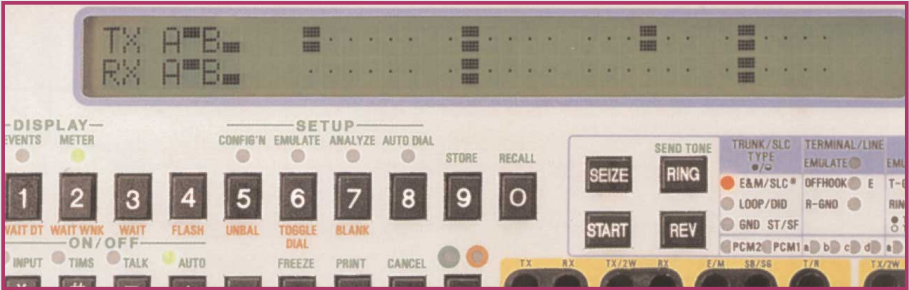 TX A B
RX A B
DISPLAY
SETUP
EVENTS METER CONFIG'N EMULATE ANALYZE AUTO DIAL
STORE RECALL
1 2 3 4 5 6 7 8 9 0
WAIT DT WAIT WNK WAIT FLASH UNBAL TOGGLE DIAL BLANK
ON/OFF
INPUT TIMS TALK AUTO FREEZE PRINT CANCEL
SEND TONE
SEIZE RING
START REV
TRUNK/SLC TYPE
E&M/SLC
LOOP/DID
GND ST/SF
PCM2 PCM1
TERMINAL/LINE
EMULATE
OFFHOOK E
R-GND
a b c d a
TX RX TX/2W RX E/M SB/SG T/R TX/2W